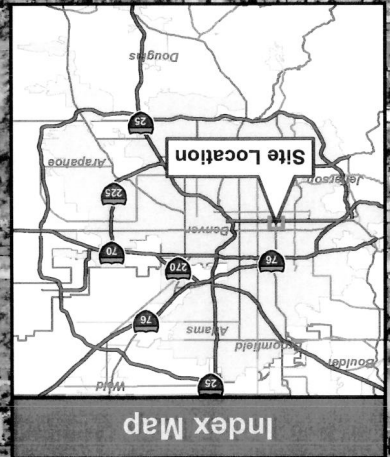 Index Map
25
Weld
Boulder
Broomfield
Adams
76
76
270
70
Denver
225
Jefferson
Site Location
Arapahoe
25
Douglas